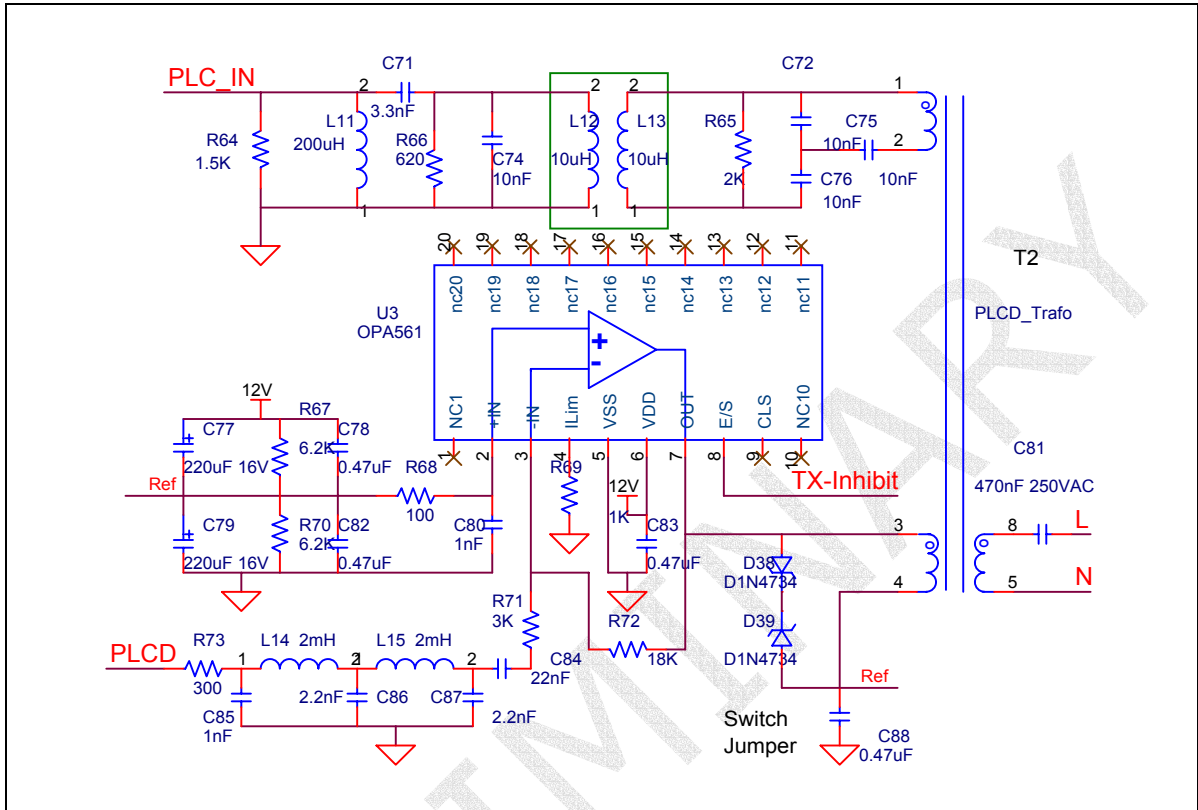 PLC_IN
C71
3.3nF
2
L11
200uH
1
R64
1.5K
R66
620
C74
10nF
2
L12
10uH
1
2
L13
10uH
1
R65
2K
C72
10nF
C75
10nF
C76
10nF
1
2
T2
PLCD_Trafo
U3
OPA561
20
19
18
17
16
15
14
13
12
11
nc20
nc19
nc18
nc17
nc16
nc15
nc14
nc13
nc12
nc11
+
-
NC1
+IN
-IN
ILim
VSS
VDD
OUT
E/S
CLS
NC10
1
2
3
4
5
6
7
8
9
10
12V
R67
6.2K
C77
220uF 16V
C78
0.47uF
Ref
R68
100
C79
220uF 16V
R70
6.2K
C82
0.47uF
C80
1nF
R69
1K
12V
C83
0.47uF
TX-Inhibit
C81
470nF 250VAC
3
4
8
5
L
N
D38
D1N4734
D39
D1N4734
Ref
R71
3K
R72
18K
C84
22nF
PLCD
R73
300
1
L14 2mH
2
1
L15 2mH
2
C85
1nF
2.2nF
C86
C87
2.2nF
Switch
Jumper
C88
0.47uF
MINARY